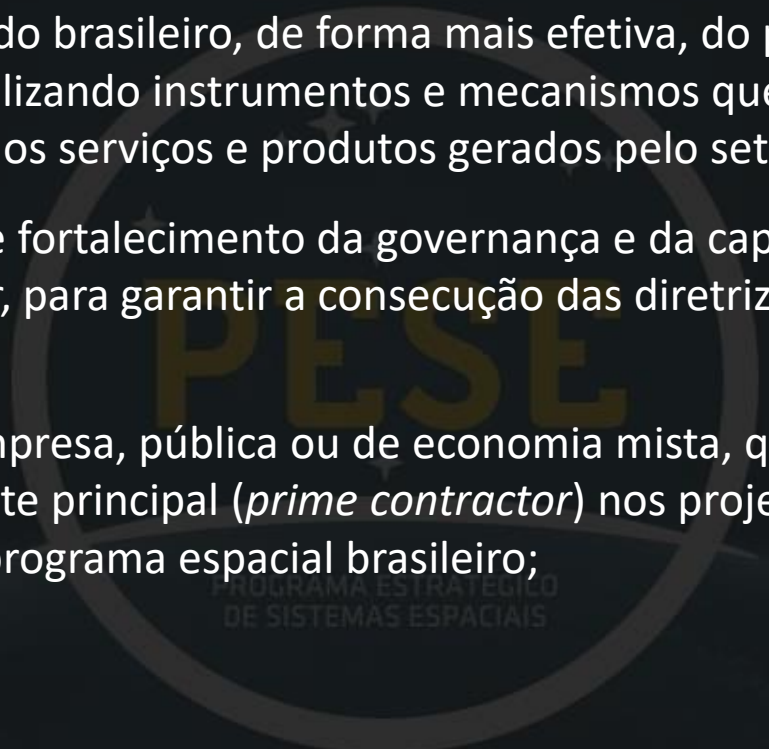 do brasileiro, de forma mais efetiva, do
lizando instrumentos e mecanismos que
os serviços e produtos gerados pelo set
e fortalecimento da governança e da cap
, para garantir a consecução das diretriz
PESE
mpresa, pública ou de economia mista, q
te principal (prime contractor) nos proje
programa espacial brasileiro;
PROGRAMA ESTRATÉGICO
DE SISTEMAS ESPACIAIS